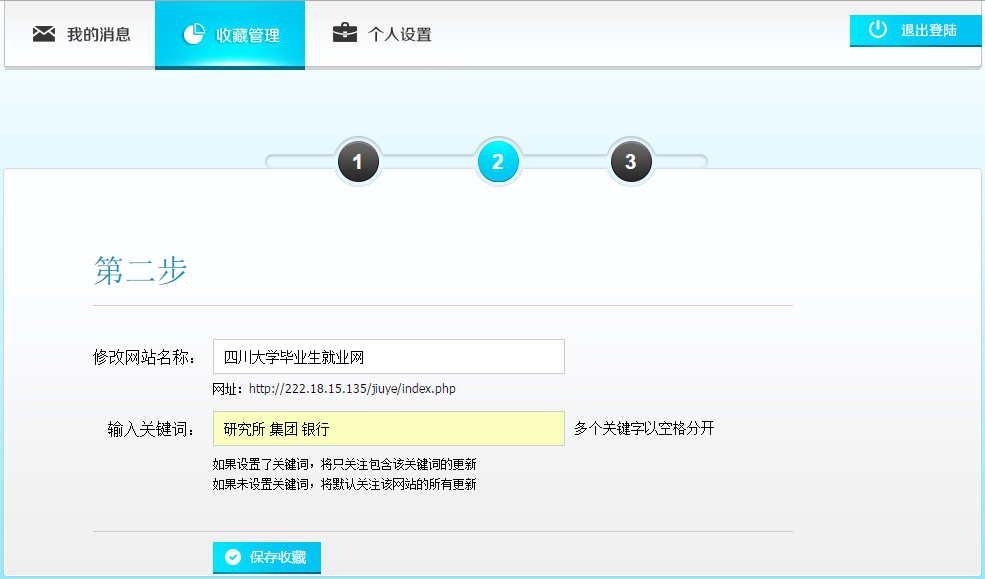 我的消息 收藏管理 个人设置 退出登陆
1 2 3
第二步
修改网站名称： 四川大学毕业生就业网
网址：http://222.18.15.135/jiuye/index.php
输入关键词： 研究所 集团 银行 多个关键字以空格分开
如果设置了关键词，将只关注包含该关键词的更新
如果未设置关键词，将默认关注该网站的所有更新
保存收藏